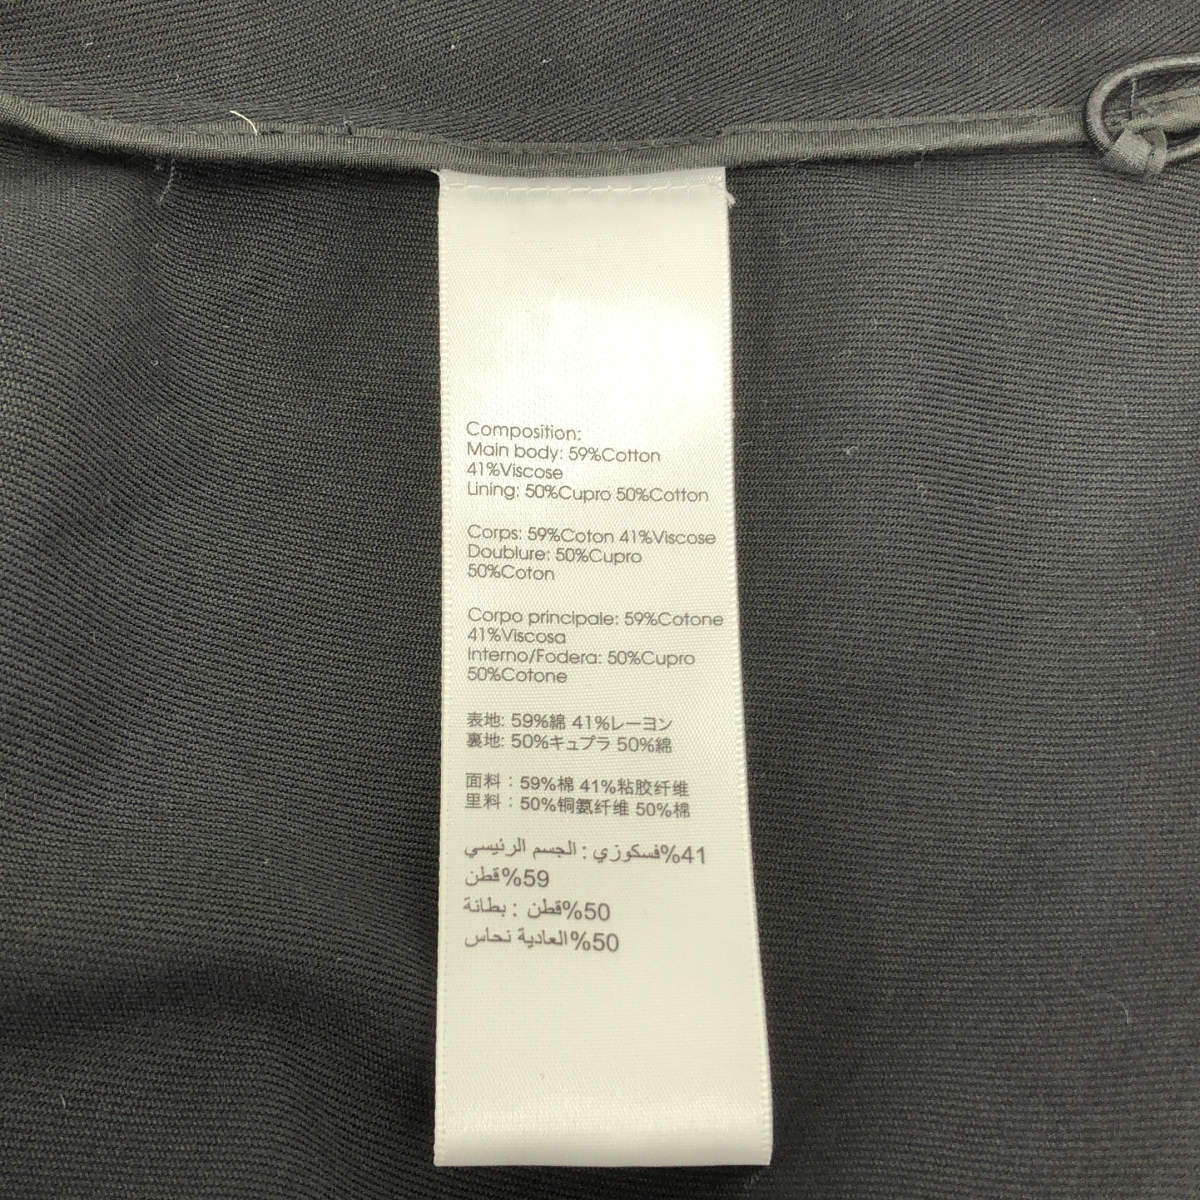 Composition:
Main body: 59%Cotton
41%Viscose
Lining: 50%Cupro 50%Cotton
Corps: 59%Coton 41%Viscose
Doublure: 50%Cupro
50%Coton
Corpo principale: 59%Cotone
41%Viscosa
Interno/Fodera: 50%Cupro
50%Cotone
表地: 59%綿 41%レーヨン
裏地: 50%キュプラ 50%綿
面料：59%棉 41%粘胶纤维
里料：50%铜氨纤维 50%棉
41%فسكوزي : الجسم الرئيسي
59%قطن
50%قطن : بطانة
50%العادية نحاس